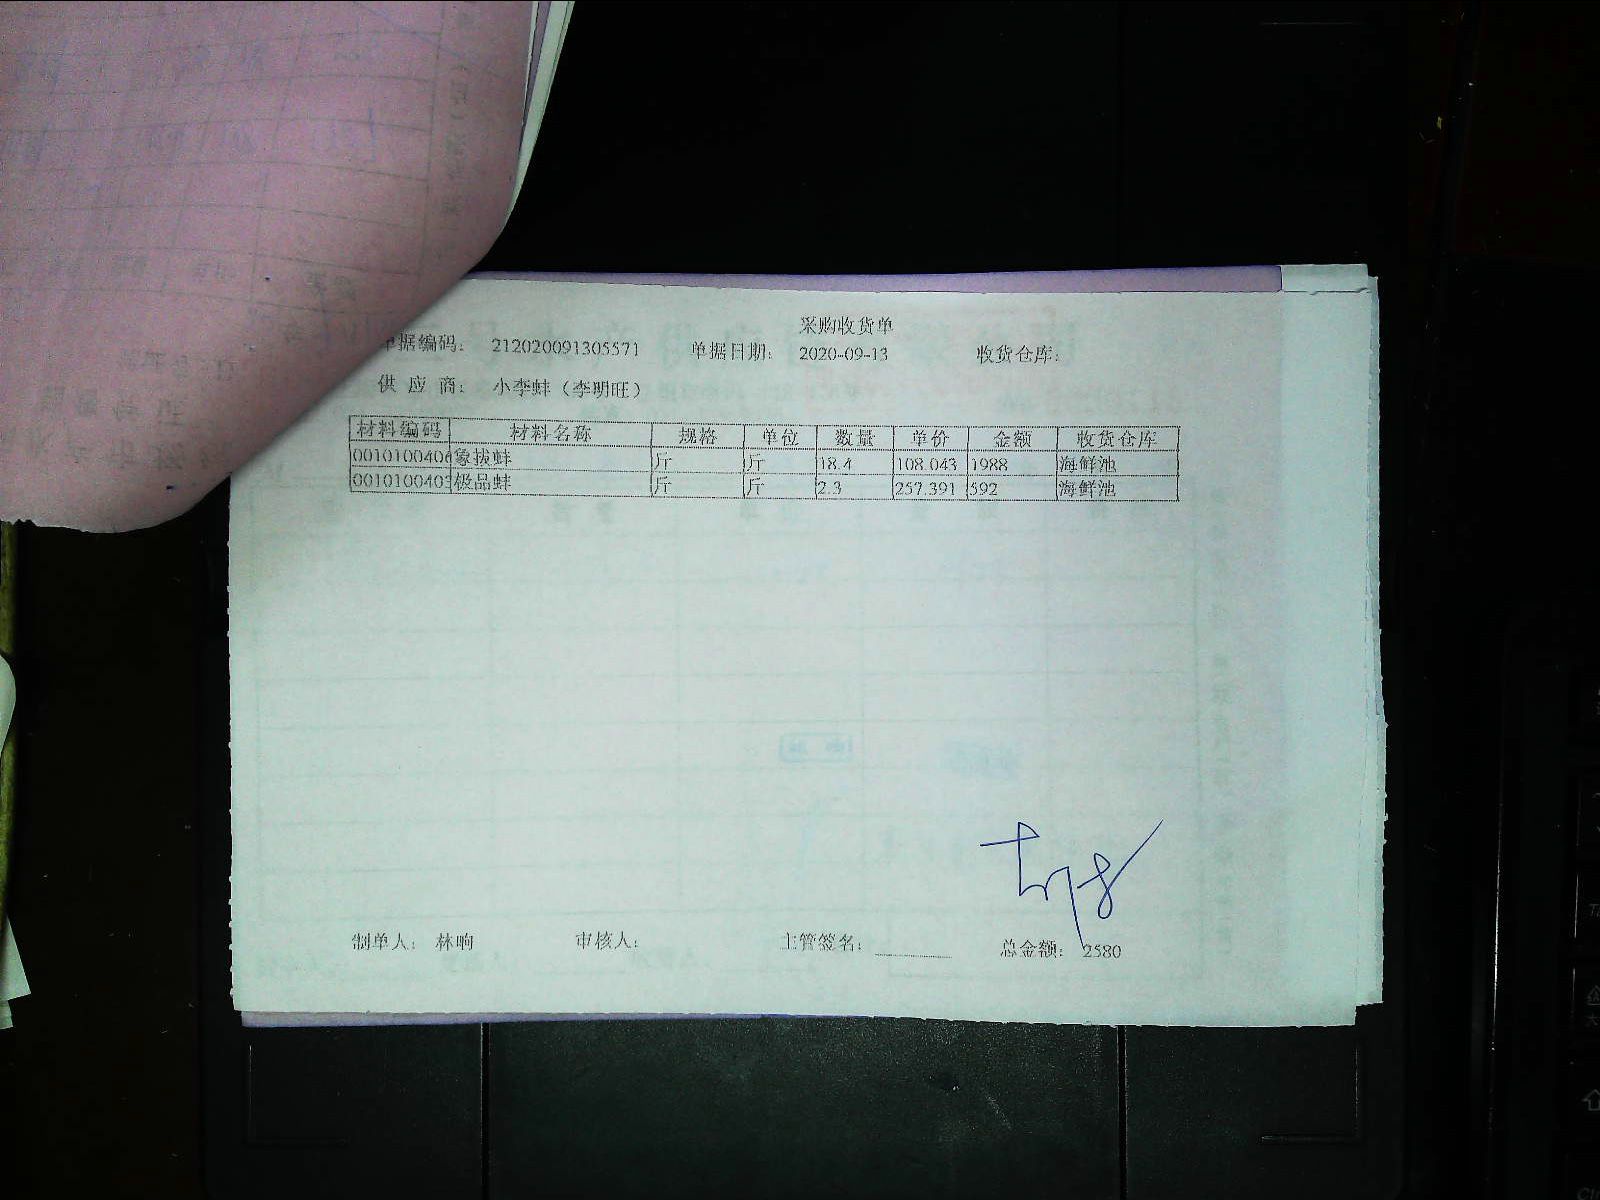 采购收货单
单据编码： 212020091305571 单据日期： 2020-09-13 收货仓库：
供 应 商： 小李蚌（李明旺）
材料编码 材料名称 规格 单位 数量 单价 金额 收货仓库
0010100406 象拔蚌 斤 斤 18.4 108.043 1988 海鲜池
0010100403 极品蚌 斤 斤 2.3 257.391 592 海鲜池
制单人： 林晌 审核人： 主管签名： 总金额： 2580